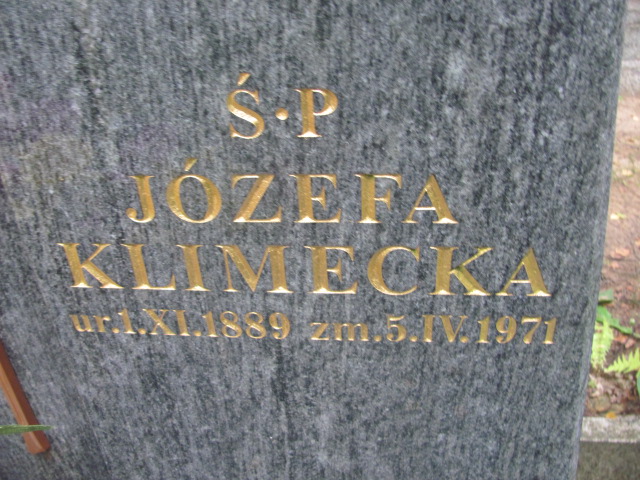 Ś·P
JÓZEFA
KLIMECKA
ur.1.XI.1889 zm.5.IV.1971